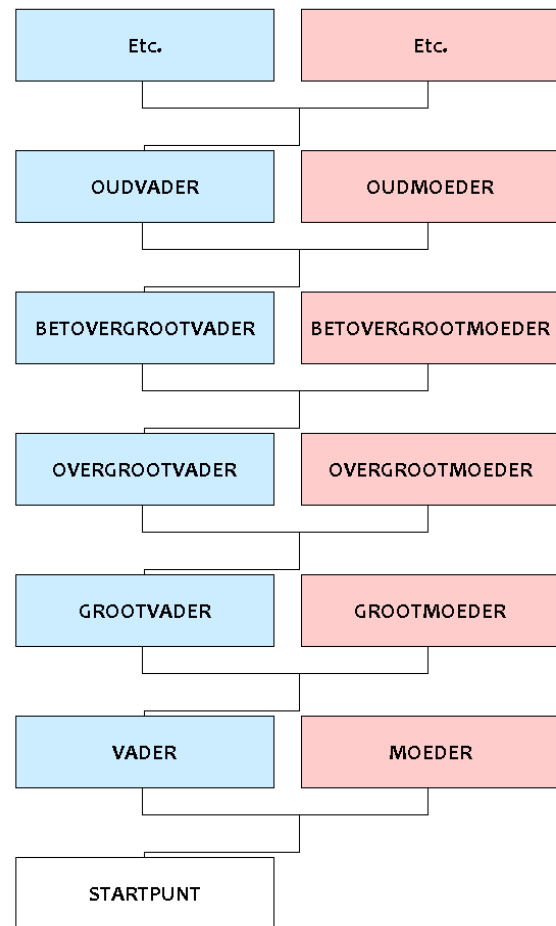 Etc.
Etc.
OUDVADER
OUDMOEDER
BETOVERGROOTVADER
BETOVERGROOTMOEDER
OVERGROOTVADER
OVERGROOTMOEDER
GROOTVADER
GROOTMOEDER
VADER
MOEDER
STARTPUNT